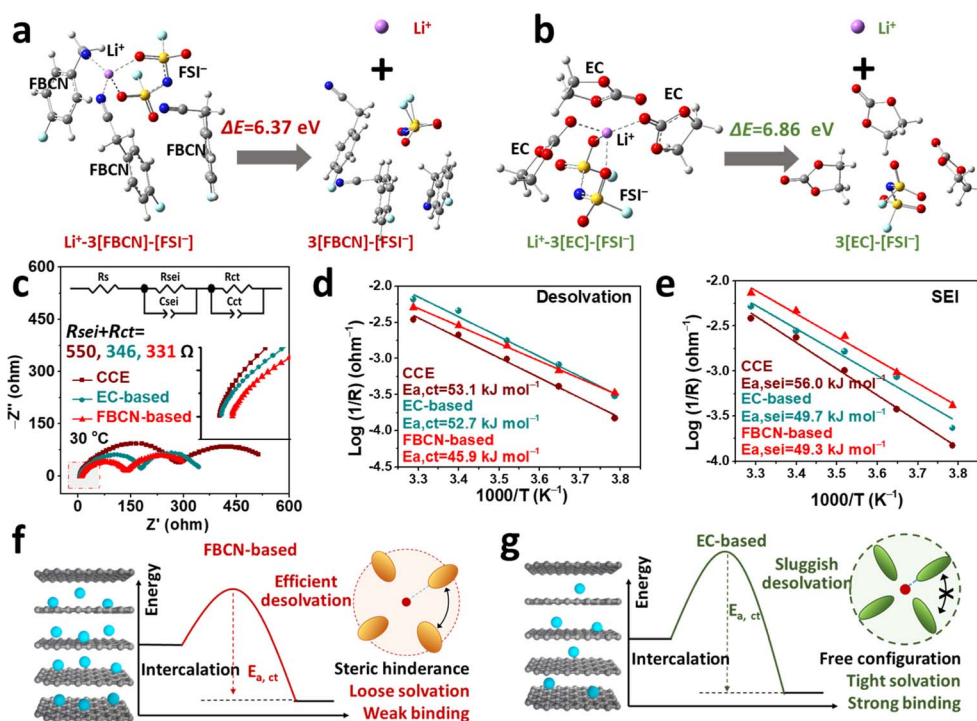 a
Li⁺
FBCN
FSI⁻
FBCN
FBCN
ΔE=6.37 eV
Li⁺
+
Li⁺-3[FBCN]-[FSI⁻]
3[FBCN]-[FSI⁻]
b
EC
EC
EC
Li⁺
FSI⁻
ΔE=6.86 eV
Li⁺
+
Li⁺-3[EC]-[FSI⁻]
3[EC]-[FSI⁻]
c
Rs
Rsei
Rct
Csei
Cct
Rsei+Rct=
550, 346, 331 Ω
CCE
EC-based
FBCN-based
30 °C
-Z'' (ohm)
600
450
300
150
0
0 150 300 450 600
Z' (ohm)
d
Desolvation
CCE
Ea,ct=53.1 kJ mol⁻¹
EC-based
Ea,ct=52.7 kJ mol⁻¹
FBCN-based
Ea,ct=45.9 kJ mol⁻¹
Log (1/R) (ohm⁻¹)
-2.0
-2.5
-3.0
-3.5
-4.0
-4.5
3.3 3.4 3.5 3.6 3.7 3.8
1000/T (K⁻¹)
e
SEI
CCE
Ea,sei=56.0 kJ mol⁻¹
EC-based
Ea,sei=49.7 kJ mol⁻¹
FBCN-based
Ea,sei=49.3 kJ mol⁻¹
Log (1/R) (ohm⁻¹)
-2.0
-2.5
-3.0
-3.5
-4.0
3.3 3.4 3.5 3.6 3.7 3.8
1000/T (K⁻¹)
f
Energy
FBCN-based
Efficient
desolvation
Intercalation
Ea, ct
Steric hinderance
Loose solvation
Weak binding
g
Energy
EC-based
Sluggish
desolvation
Ea, ct
Intercalation
Free configuration
Tight solvation
Strong binding